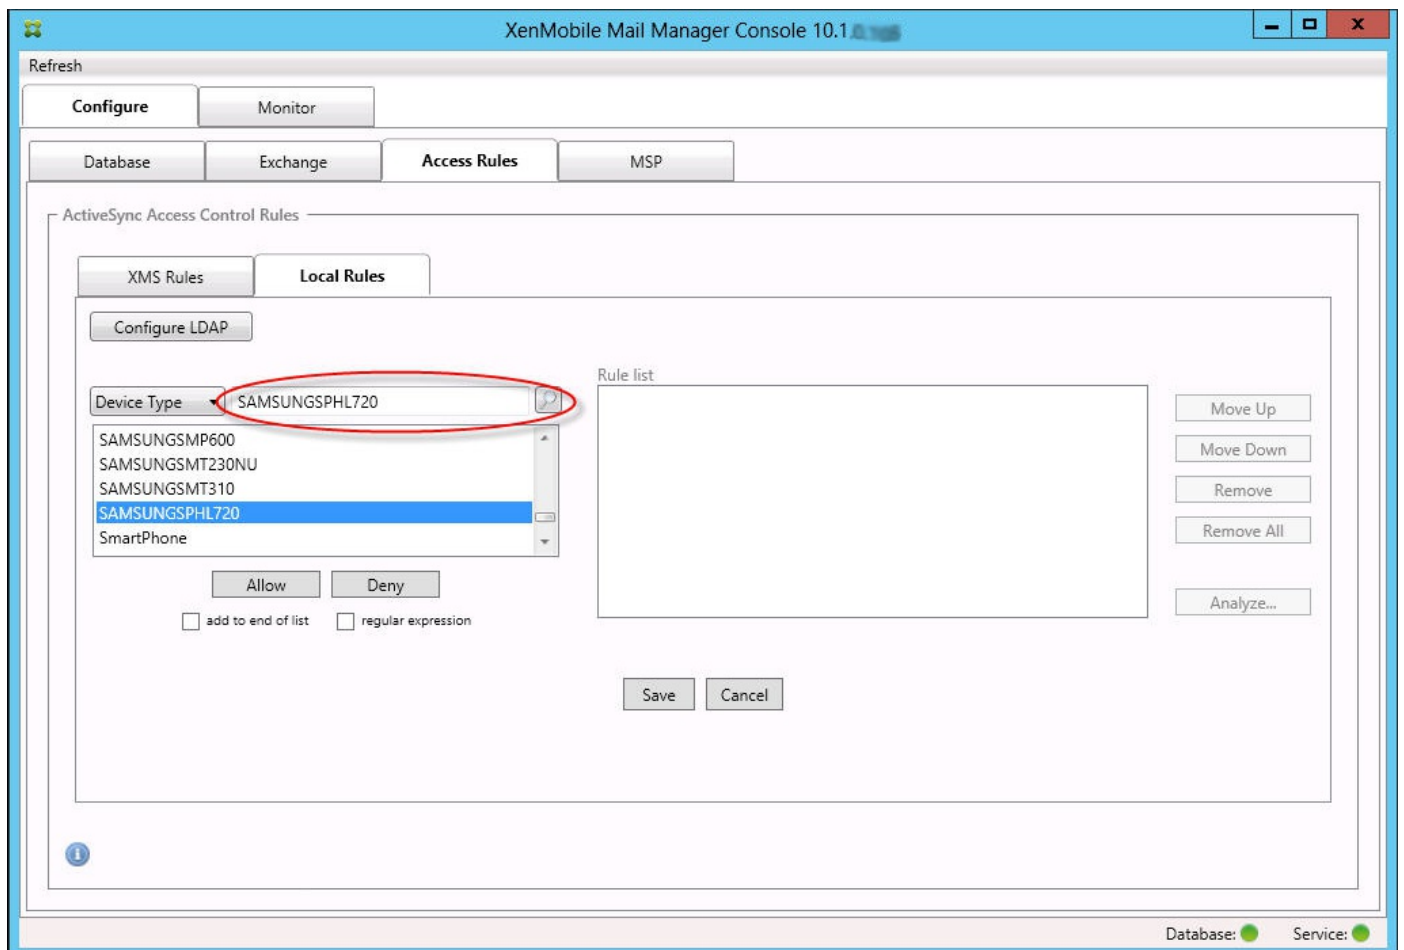 XenMobile Mail Manager Console 10.1
Refresh
Configure
Monitor
Database
Exchange
Access Rules
MSP
ActiveSync Access Control Rules
XMS Rules
Local Rules
Configure LDAP
Device Type
SAMSUNGSPHL720
SAMSUNGSMP600
SAMSUNGSMT230NU
SAMSUNGSMT310
SAMSUNGSPHL720
SmartPhone
Allow
Deny
add to end of list
regular expression
Rule list
Move Up
Move Down
Remove
Remove All
Analyze...
Save
Cancel
Database:
Service: